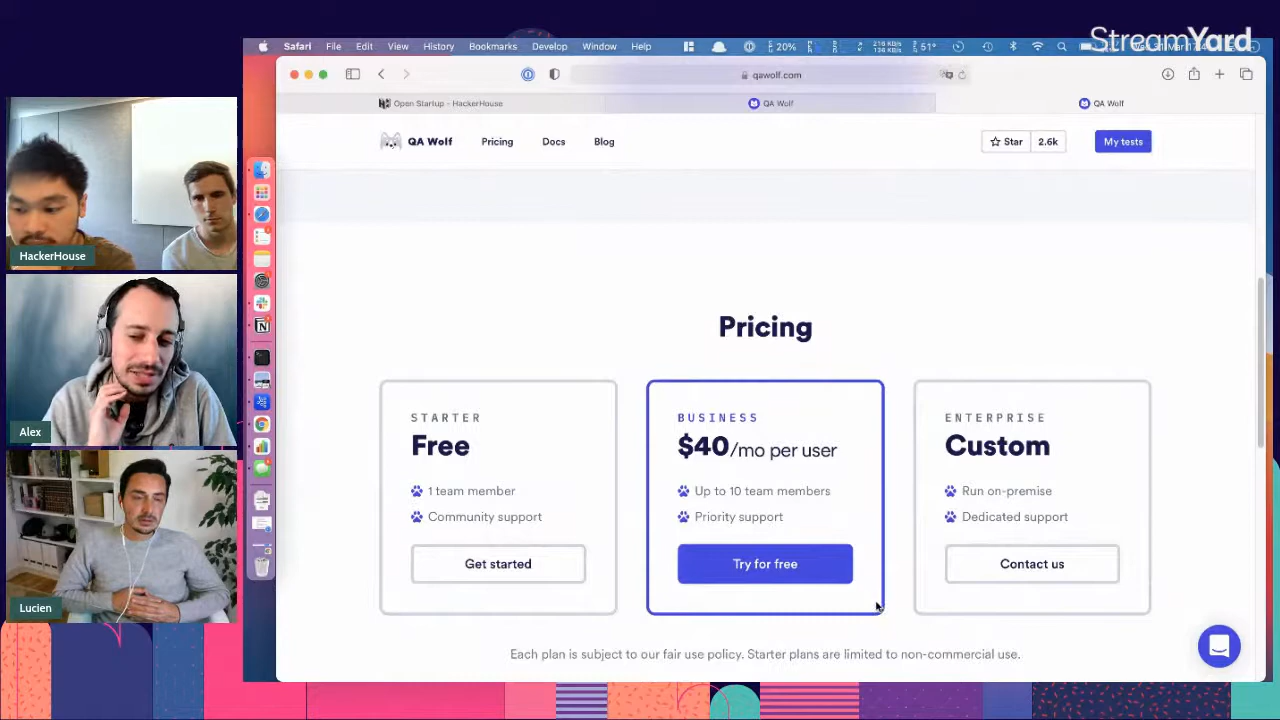 StreamYard
Safari File Edit View History Bookmarks Develop Window Help
20%
51°
qawolf.com
Open Startup - HackerHouse
QA Wolf
QA Wolf
QA Wolf
Pricing
Docs
Blog
Star
2.6k
My tests
HackerHouse
Alex
Lucien
Pricing
STARTER
Free
1 team member
Community support
Get started
BUSINESS
$40/mo per user
Up to 10 team members
Priority support
Try for free
ENTERPRISE
Custom
Run on-premise
Dedicated support
Contact us
Each plan is subject to our fair use policy. Starter plans are limited to non-commercial use.